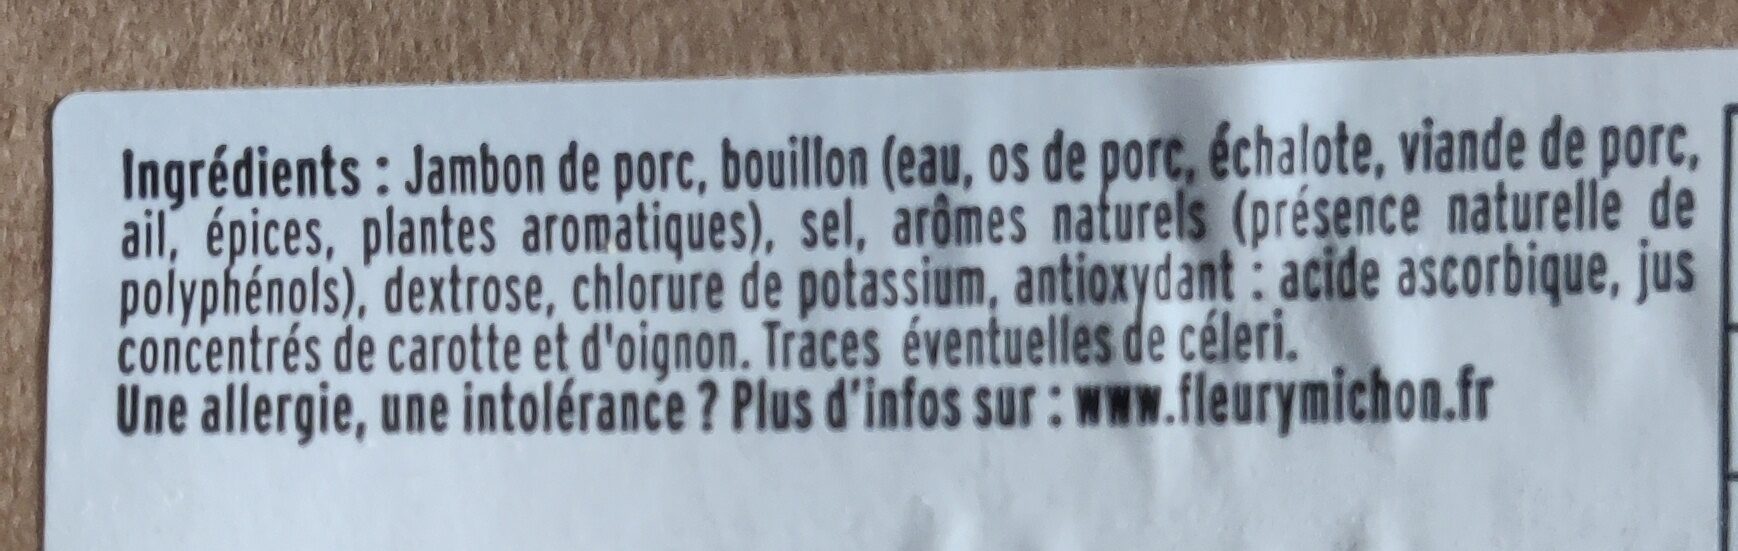 Ingrédients : Jambon de porc, bouillon (eau, os de porc, échalote, viande de porc,
ail, épices, plantes aromatiques), sel, arômes naturels (présence naturelle de
polyphénols), dextrose, chlorure de potassium, antioxydant : acide ascorbique, jus
concentrés de carotte et d'oignon. Traces éventuelles de céleri.
Une allergie, une intolérance ? Plus d'infos sur : www.fleurymichon.fr